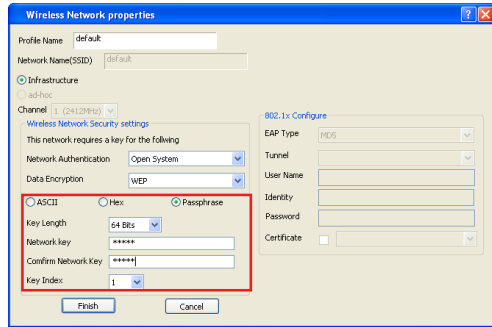 Wireless Network properties
Profile Name default
Network Name(SSID) default
Infrastructure
ad-hoc
Channel 1 (2412MHz)
Wireless Network Security settings
This network requires a key for the follwing
Network Authentication Open System
Data Encryption WEP
ASCII Hex Passphrase
Key Length 64 Bits
Network key *****
Comfirm Network Key *****
Key Index 1
Finish Cancel
802.1x Configure
EAP Type MD5
Tunnel
User Name
Identity
Password
Certificate